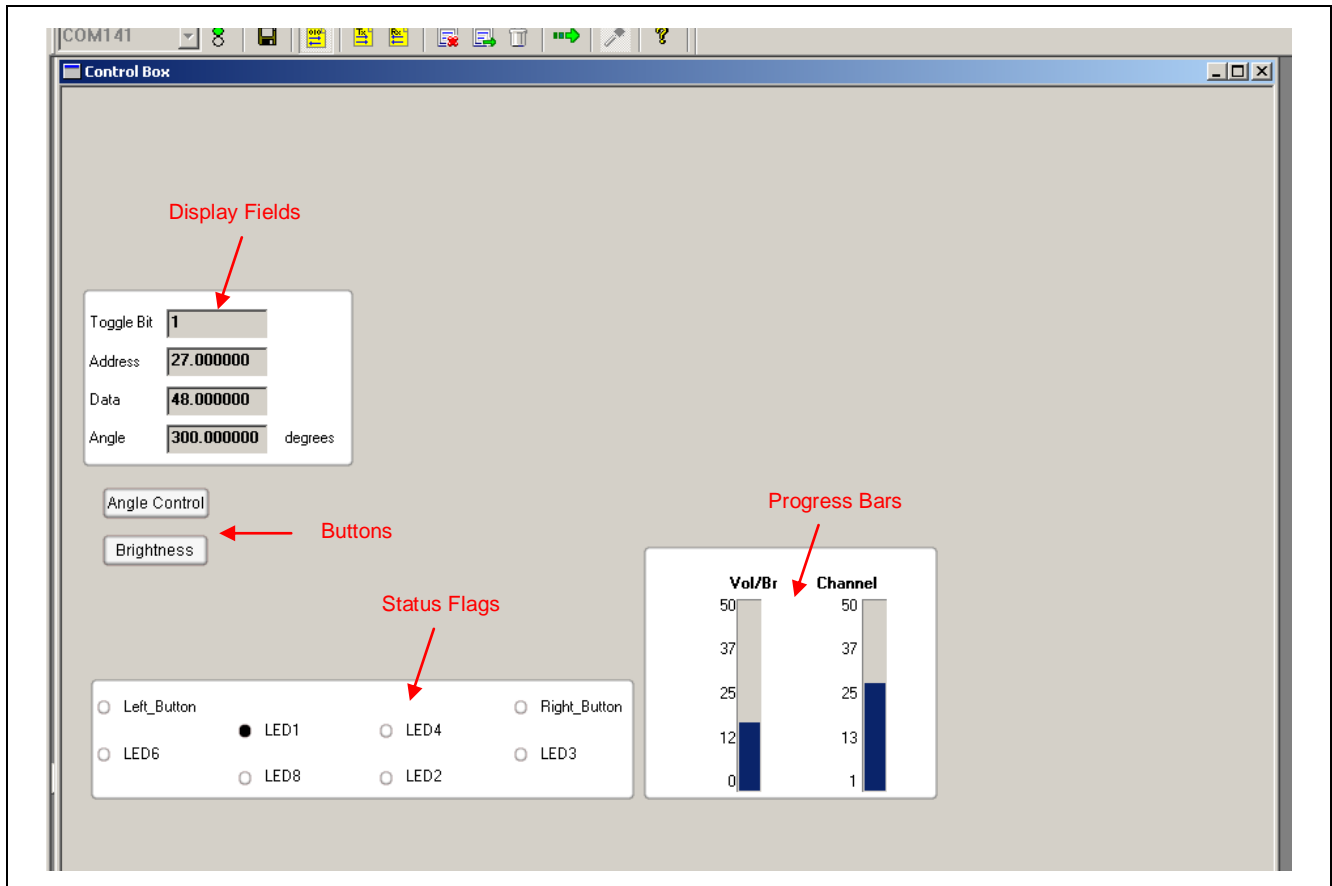 COM141
Control Box
Display Fields
Toggle Bit 1
Address 27.000000
Data 48.000000
Angle 300.000000 degrees
Angle Control
Brightness
Buttons
Status Flags
Left_Button
LED1
LED4
Right_Button
LED6
LED8
LED2
LED3
Progress Bars
Vol/Br Channel
50 50
37 37
25 25
12 13
0 1